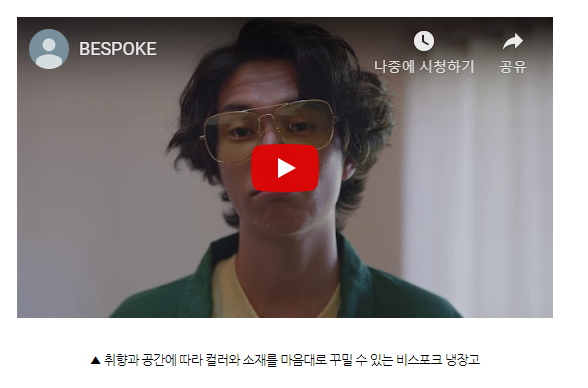 BESPOKE
나중에 시청하기
공유
▲ 취향과 공간에 따라 컬러와 소재를 마음대로 꾸밀 수 있는 비스포크 냉장고